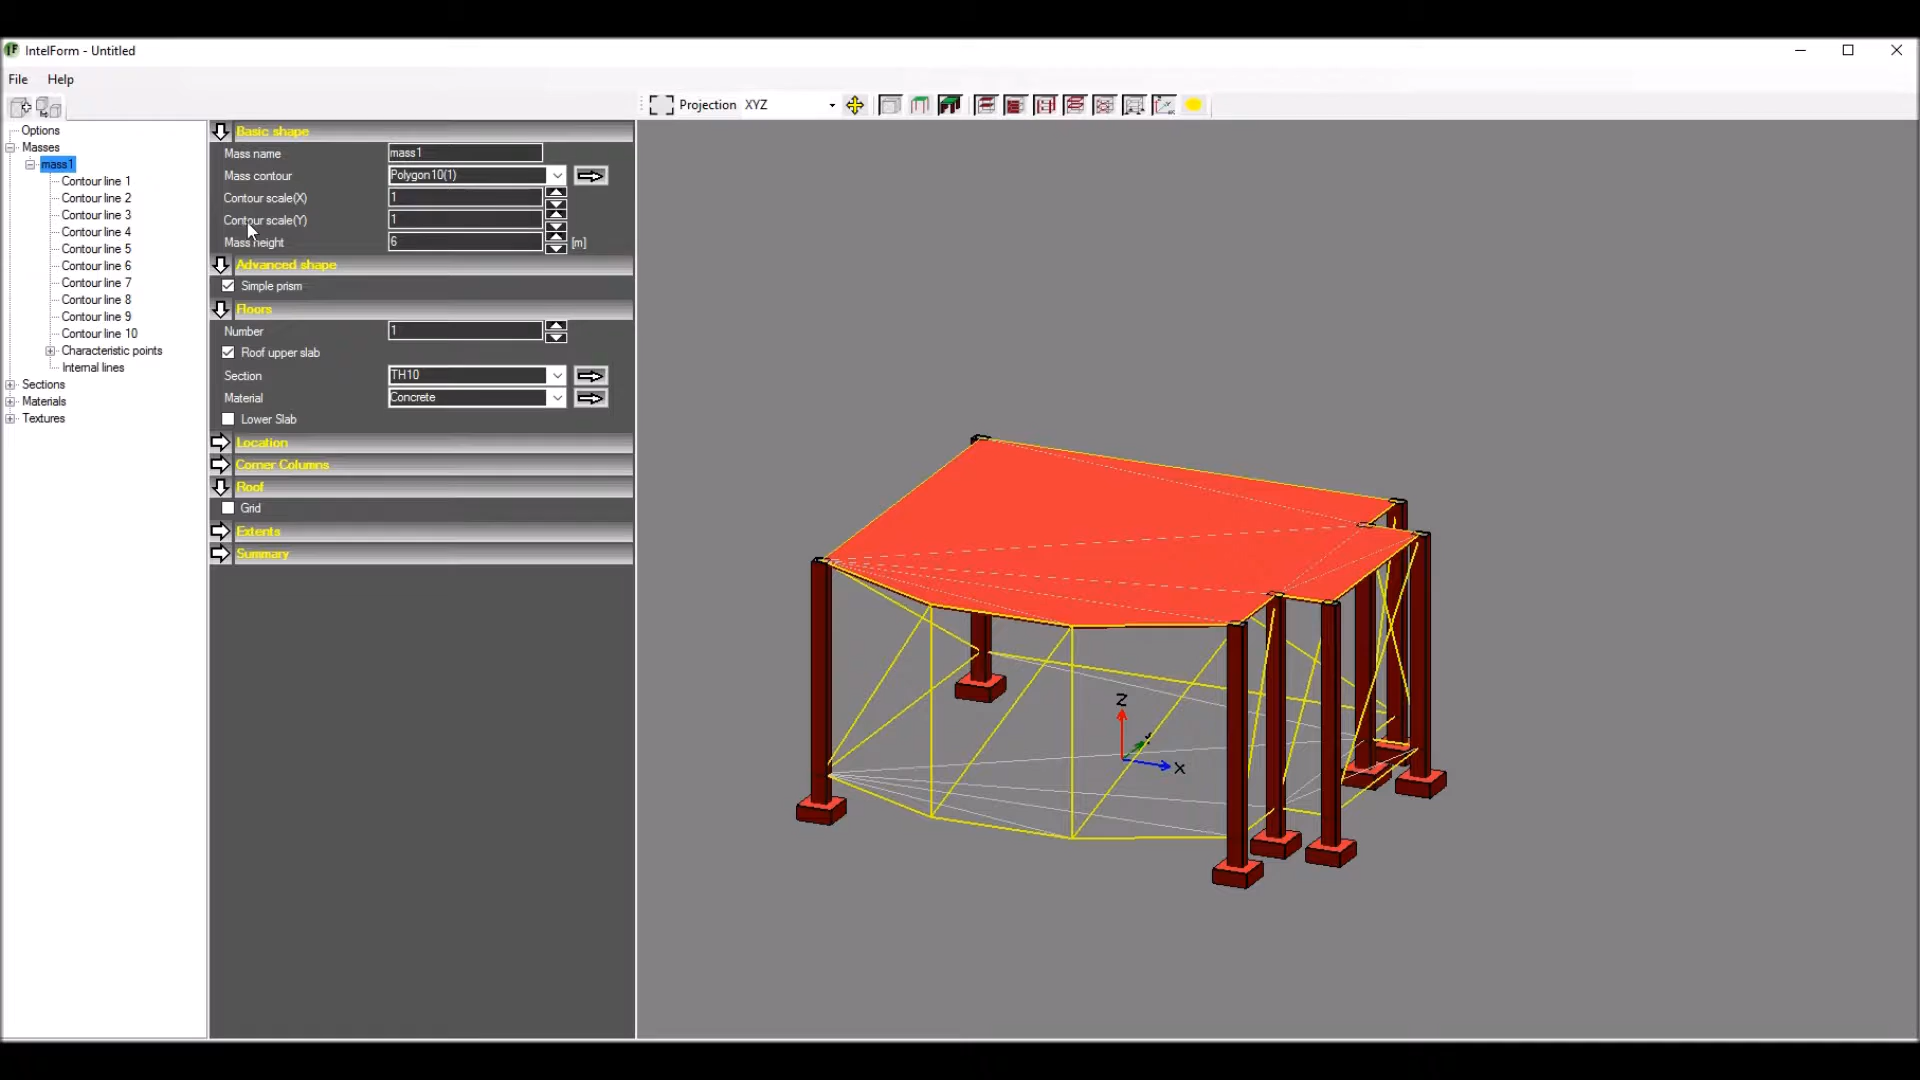 IntelForm - Untitled
File Help
Projection XYZ
Options
Masses
mass1
Contour line 1
Contour line 2
Contour line 3
Contour line 4
Contour line 5
Contour line 6
Contour line 7
Contour line 8
Contour line 9
Contour line 10
Characteristic points
Internal lines
Sections
Materials
Textures
Basic shape
Mass name mass1
Mass contour Polygon10(1)
Contour scale(X) 1
Contour scale(Y) 1
Mass height 6 [m]
Advanced shape
Simple prism
Floors
Number 1
Roof upper slab
Section TH10
Material Concrete
Lower Slab
Location
Corner Columns
Roof
Grid
Extents
Summary
Z
X